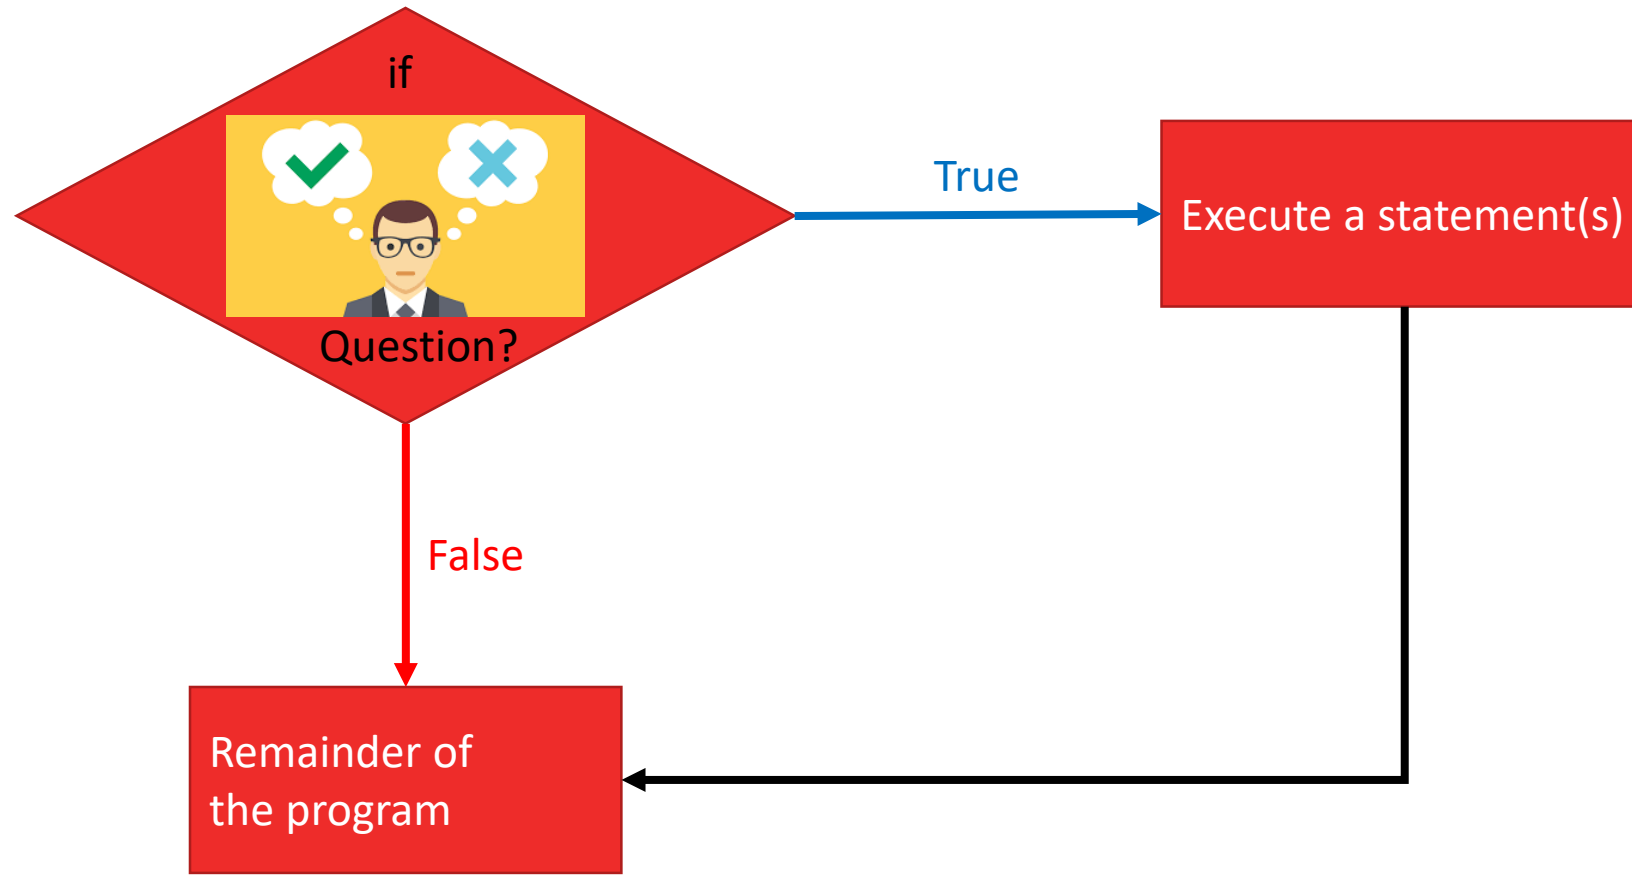 if
Question?
True
Execute a statement(s)
False
Remainder of
the program